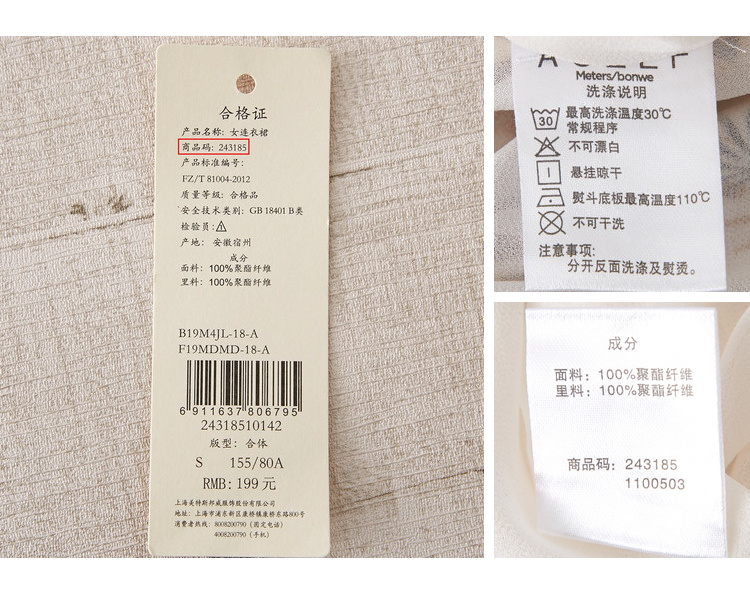 合格证
产品名称: 女连衣裙
商品码: 243185
产品标准编号:
FZ/T 81004-2012
质量等级: 合格品
安全技术类别: GB 18401 B类
检验员:
产地: 安徽宿州
成分
面料: 100%聚酯纤维
里料: 100%聚酯纤维
B19M4JL-18-A
F19MDMD-18-A
6 911637 806795
24318510142
版型: 合体
S 155/80A
RMB: 199 元
上海美特斯邦威服饰股份有限公司
地址: 上海市浦东新区康桥镇康桥东路800号
消费者热线: 8008200790 (固定电话)
4008200790 (手机)
Meters/bonwe
洗涤说明
30 最高洗涤温度30℃
常规程序
不可漂白
悬挂晾干
熨斗底板最高温度110℃
不可干洗
注意事项:
分开反面洗涤及熨烫。
成分
面料: 100%聚酯纤维
里料: 100%聚酯纤维
商品码: 243185
1100503